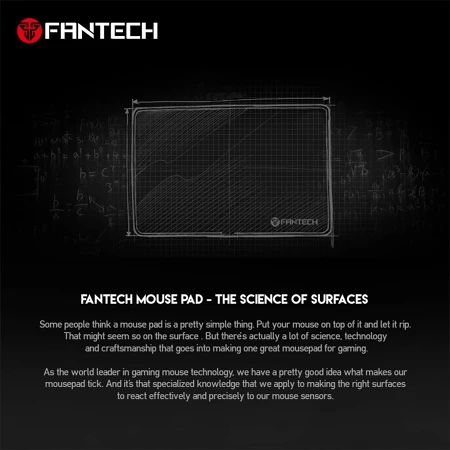 FANTECH
FANTECH
FANTECH MOUSE PAD - THE SCIENCE OF SURFACES
Some people think a mouse pad is a pretty simple thing. Put your mouse on top of it and let it rip.
That might seem so on the surface . But there's actually a lot of science, technology
and craftsmanship that goes into making one great mousepad for gaming.
As the world leader in gaming mouse technology, we have a pretty good idea what makes our
mousepad tick. And it's that specialized knowledge that we apply to making the right surfaces
to react effectively and precisely to our mouse sensors.